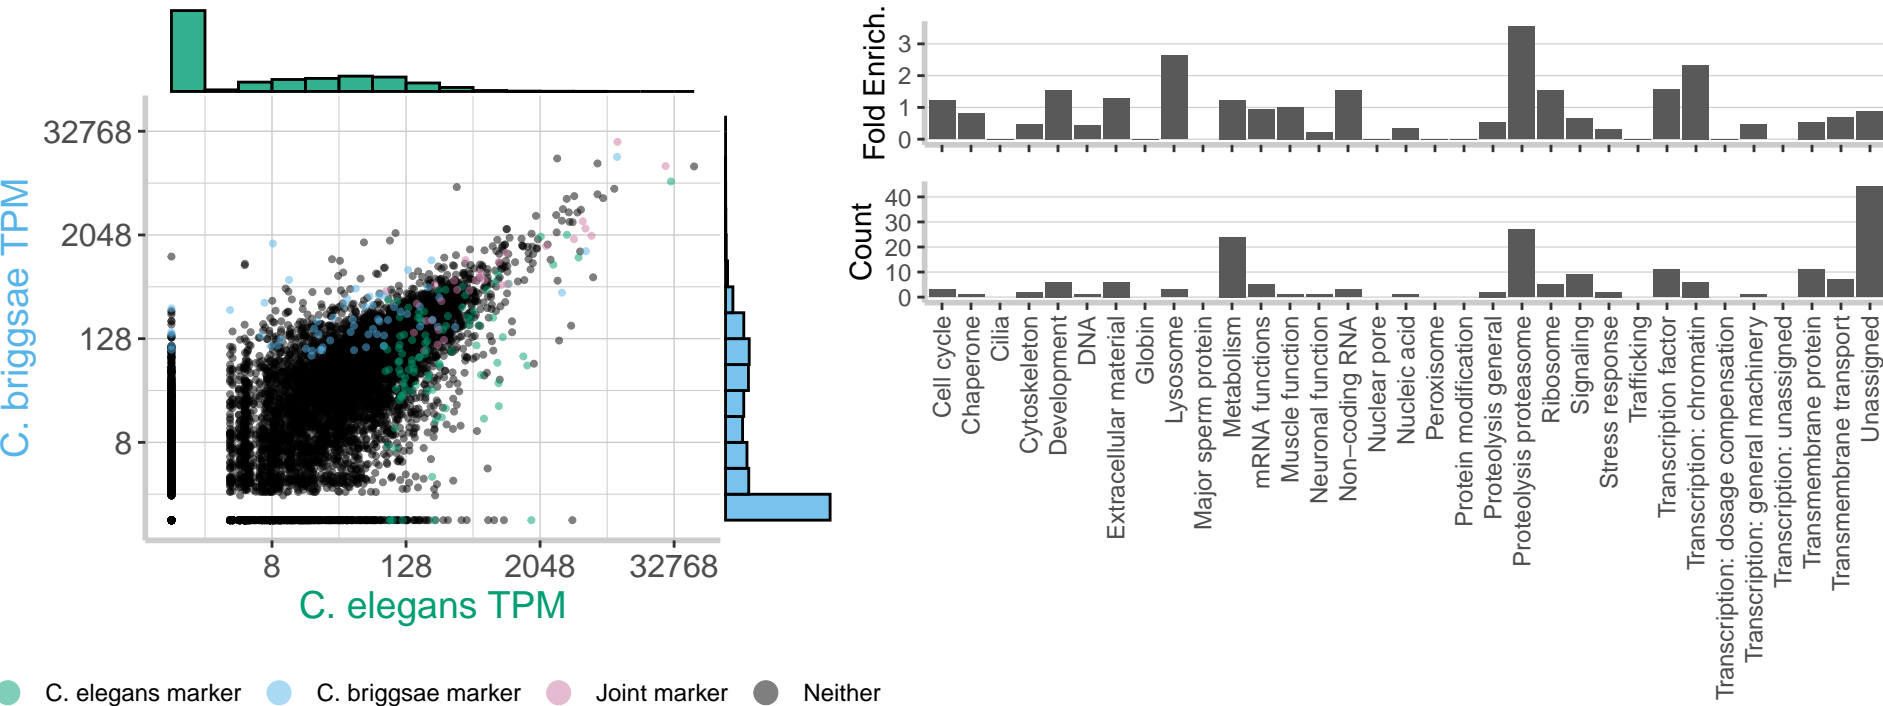 C. briggsae TPM
32768
2048
128
8
8
128
2048
32768
C. elegans TPM
C. elegans marker
C. briggsae marker
Joint marker
Neither
Fold Enrich.
3
2
1
0
Count
40
30
20
10
0
Cell cycle
Chaperone
Cilia
Cytoskeleton
Development
DNA
Extracellular material
Globin
Lysosome
Major sperm protein
Metabolism
mRNA functions
Muscle function
Neuronal function
Non−coding RNA
Nuclear pore
Nucleic acid
Peroxisome
Protein modification
Proteolysis general
Proteolysis proteasome
Ribosome
Signaling
Stress response
Trafficking
Transcription factor
Transcription: chromatin
Transcription: dosage compensation
Transcription: general machinery
Transcription: unassigned
Transmembrane protein
Transmembrane transport
Unassigned